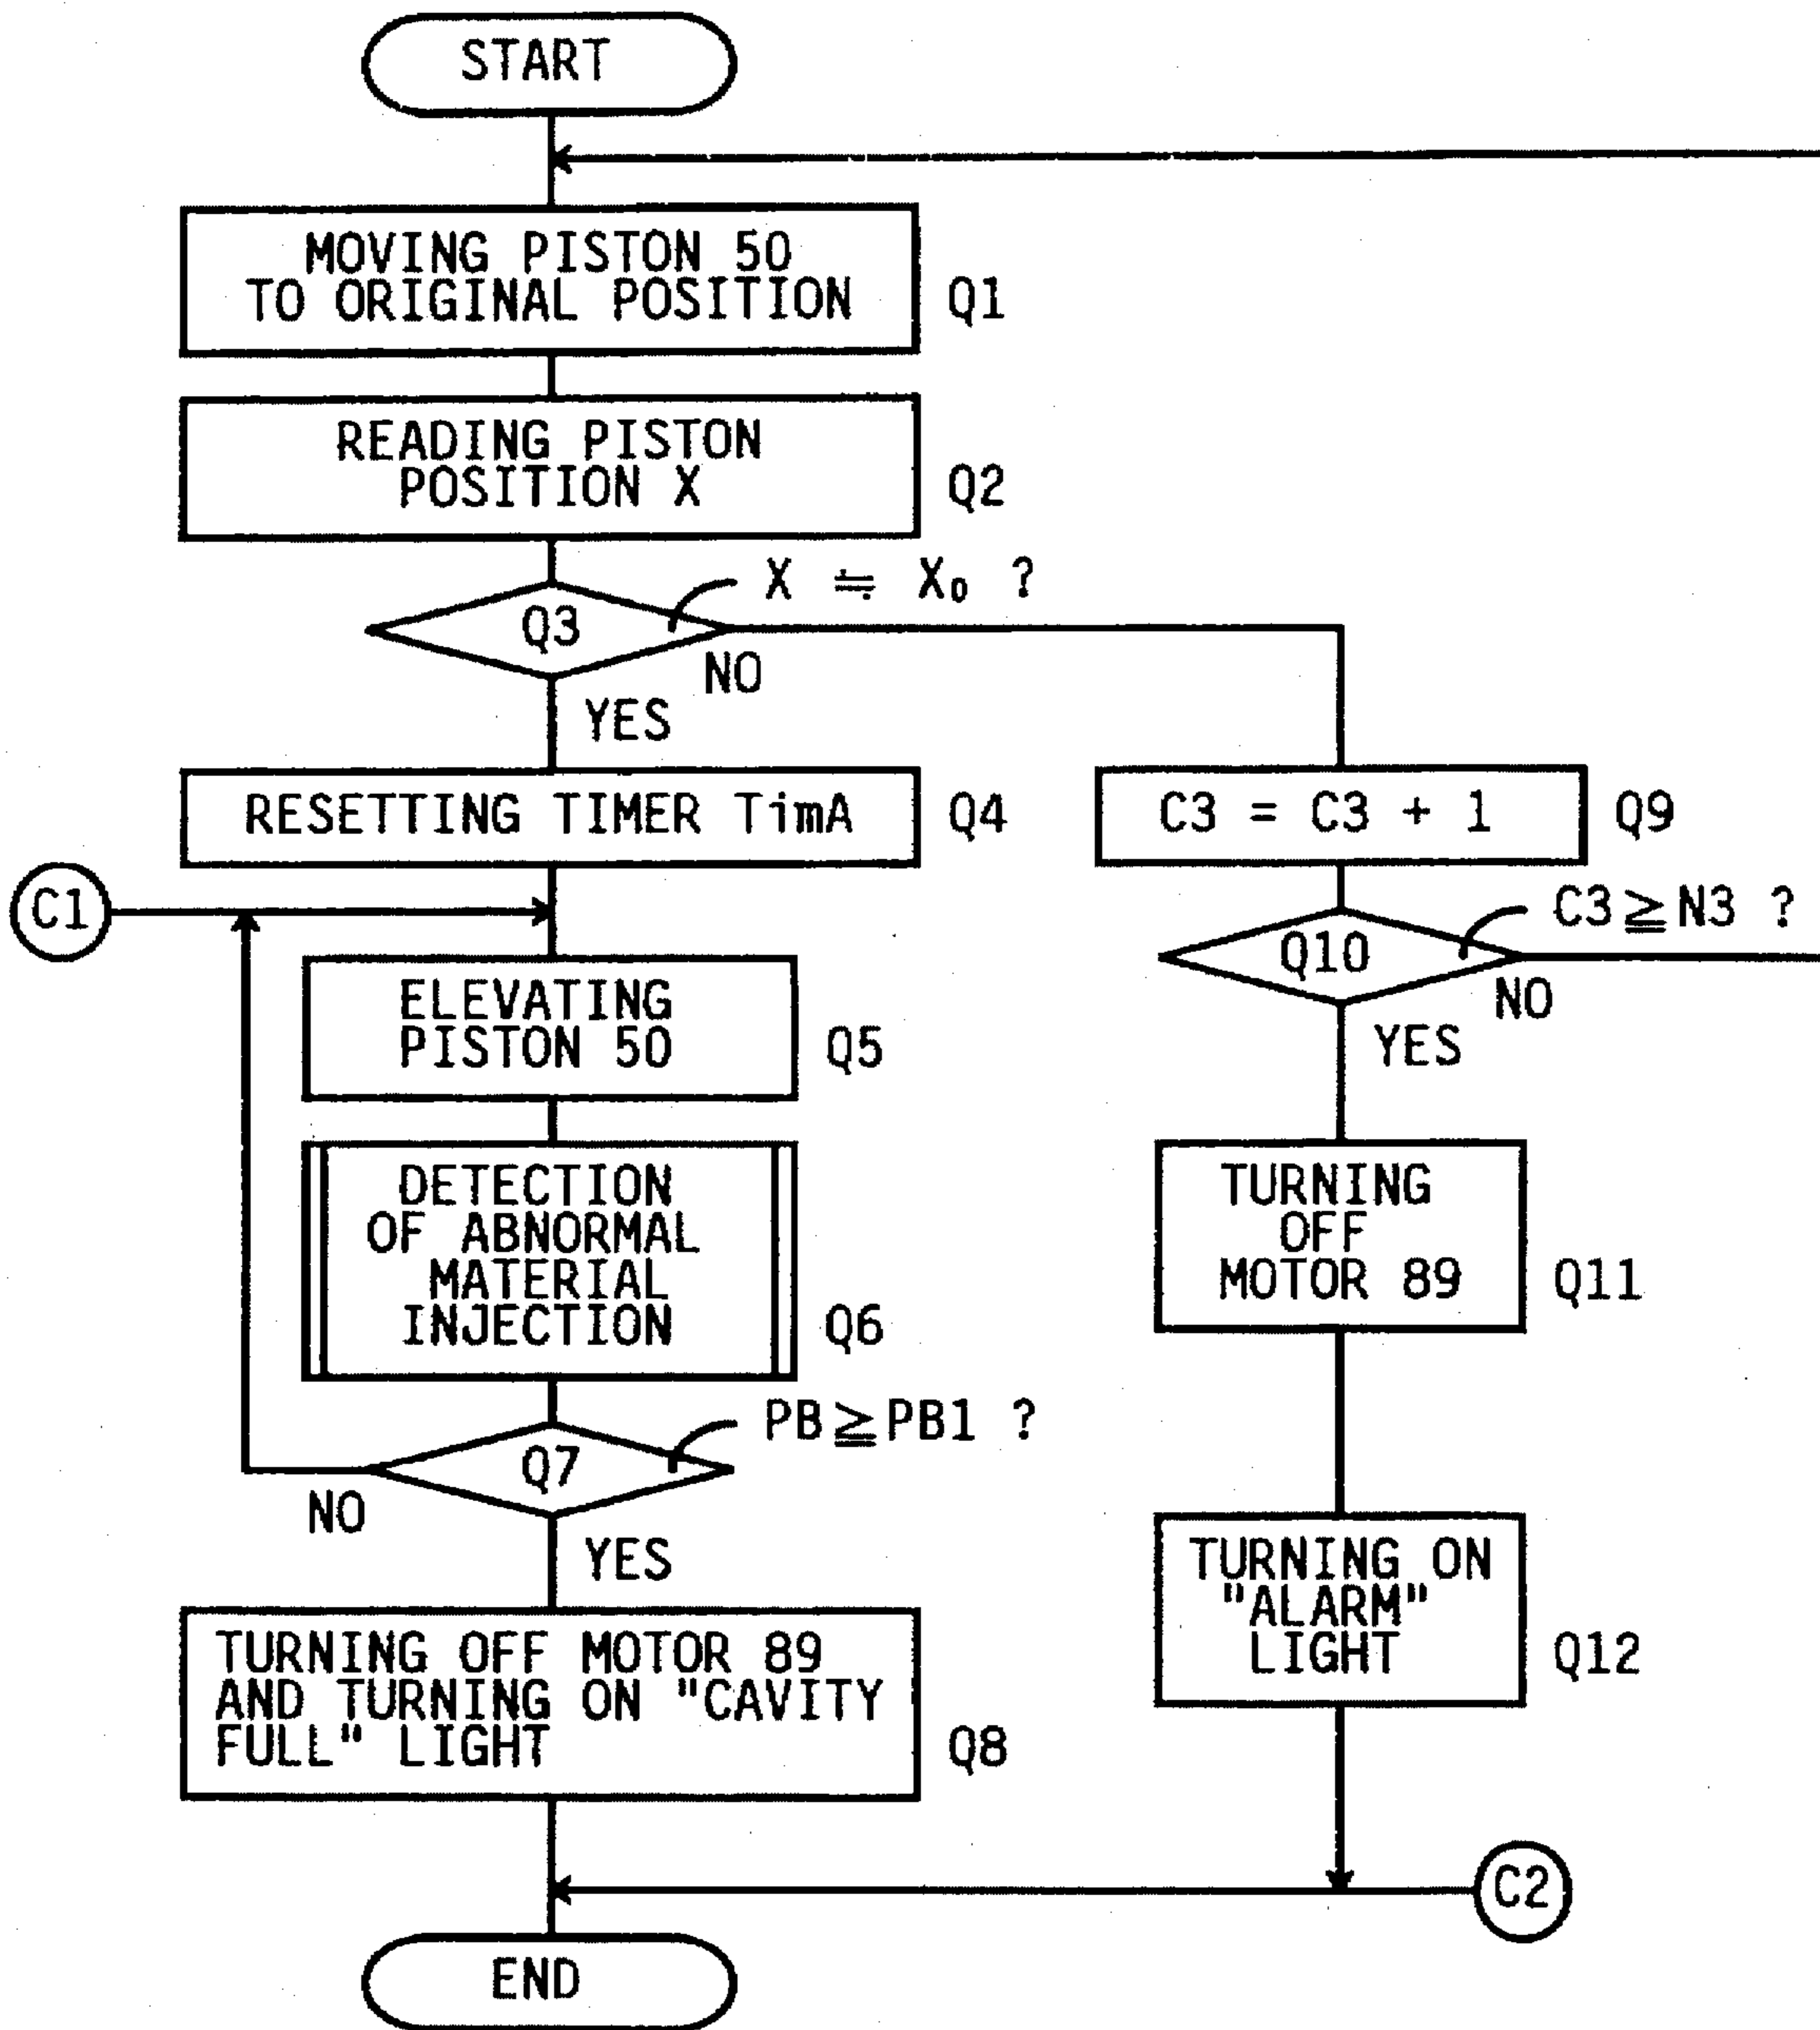 START
MOVING PISTON 50
TO ORIGINAL POSITION
Q1
READING PISTON
POSITION X
Q2
X ≒ X₀ ?
Q3
NO
YES
RESETTING TIMER TimA
Q4
C3 = C3 + 1
Q9
C1
C3≧N3 ?
Q10
NO
YES
ELEVATING
PISTON 50
Q5
DETECTION
OF ABNORMAL
MATERIAL
INJECTION
Q6
TURNING
OFF
MOTOR 89
Q11
PB≧PB1 ?
Q7
NO
YES
TURNING ON
"ALARM"
LIGHT
Q12
TURNING OFF MOTOR 89
AND TURNING ON "CAVITY
FULL" LIGHT
Q8
C2
END